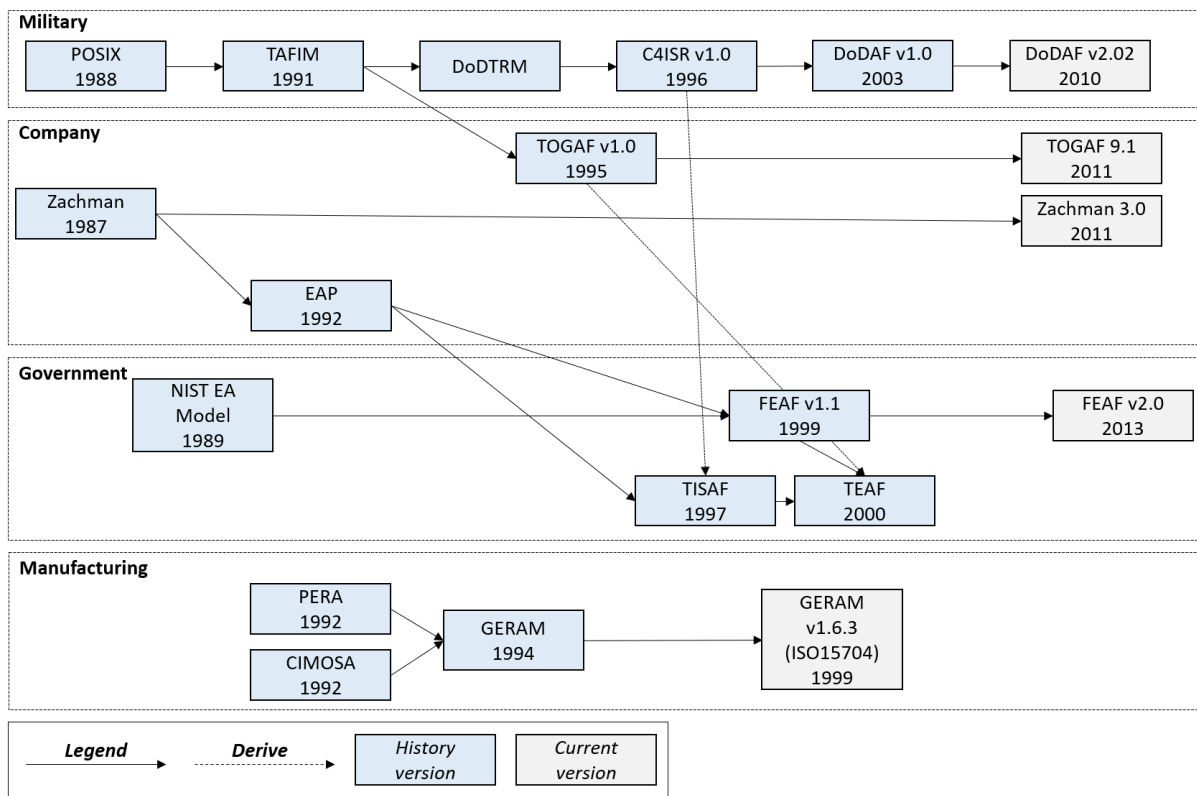 Military
POSIX
1988
TAFIM
1991
DoDTRM
C4ISR v1.0
1996
DoDAF v1.0
2003
DoDAF v2.02
2010
Company
TOGAF v1.0
1995
TOGAF 9.1
2011
Zachman
1987
Zachman 3.0
2011
EAP
1992
Government
NIST EA
Model
1989
FEAF v1.1
1999
FEAF v2.0
2013
TISAF
1997
TEAF
2000
Manufacturing
PERA
1992
CIMOSA
1992
GERAM
1994
GERAM
v1.6.3
(ISO15704)
1999
Legend
Derive
History
version
Current
version